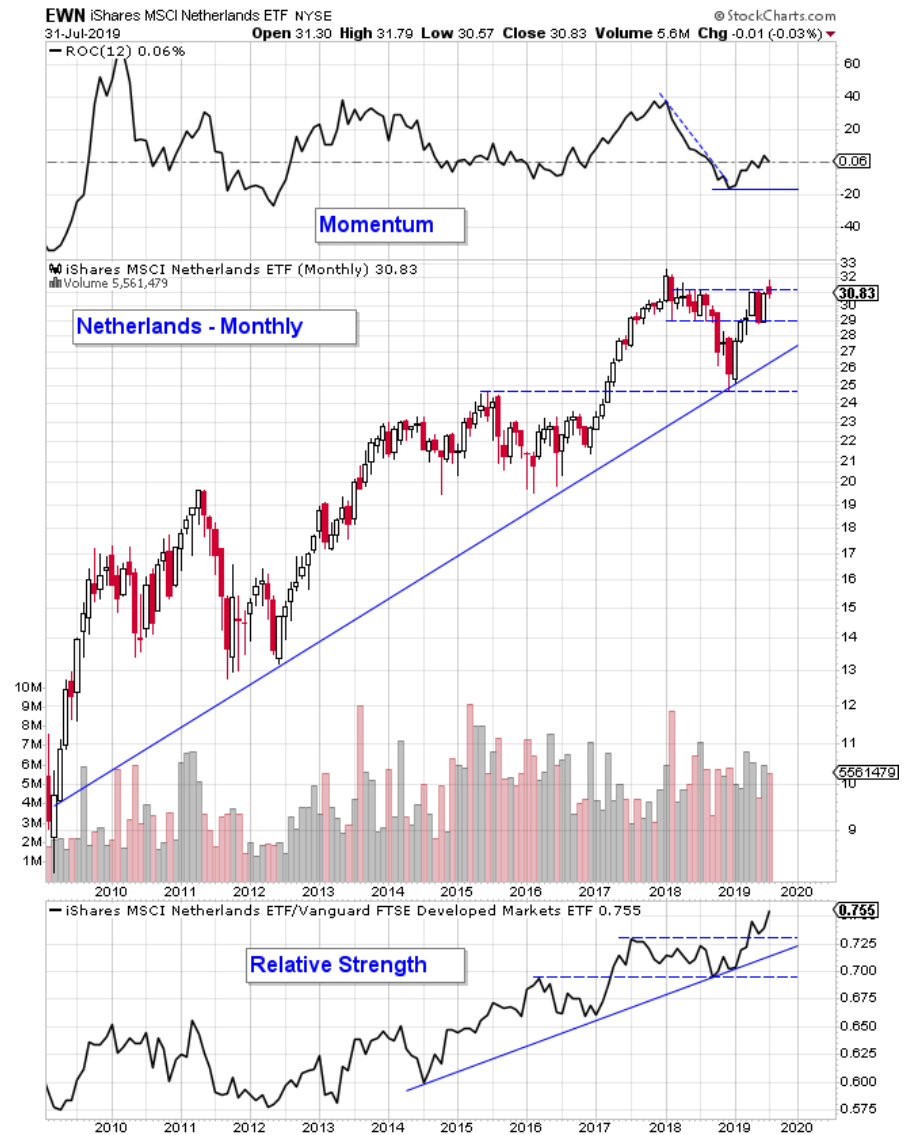 EWN iShares MSCI Netherlands ETF NYSE © StockCharts.com
31-Jul-2019 Open 31.30 High 31.79 Low 30.57 Close 30.83 Volume 5.6M Chg -0.01 (-0.03%)
ROC(12) 0.06%
60
40
20
0.06
-20
-40
Momentum
iShares MSCI Netherlands ETF (Monthly) 30.83
Volume 5,561,479
Netherlands - Monthly
33
32
30.83
30
29
28
27
26
25
24
23
22
21
20
19
18
17
16
15
14
13
12
11
10
9
10M
9M
8M
7M
6M
5M
4M
3M
2M
1M
5561479
2010 2011 2012 2013 2014 2015 2016 2017 2018 2019 2020
iShares MSCI Netherlands ETF/Vanguard FTSE Developed Markets ETF 0.755
Relative Strength
0.755
0.725
0.700
0.675
0.650
0.625
0.600
0.575
2010 2011 2012 2013 2014 2015 2016 2017 2018 2019 2020